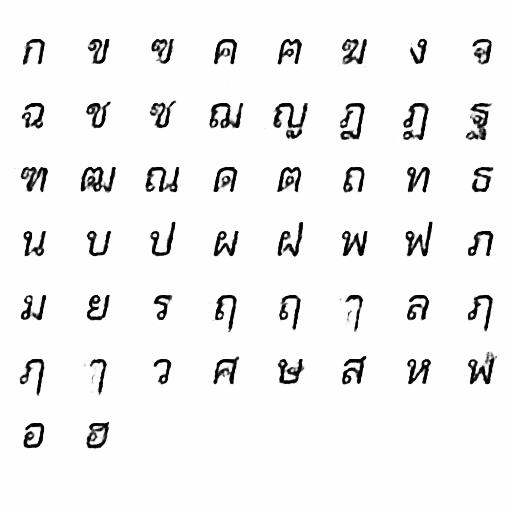 ก ข ฃ ค ฅ ฆ ง จ
ฉ ช ซ ฌ ญ ฎ ฏ ฐ
ฑ ฒ ณ ด ต ถ ท ธ
น บ ป ผ ฝ พ ฟ ภ
ม ย ร ฤ ฤ ๅ ล ฦ
ฦ ๅ ว ศ ษ ส ห ฬ
อ ฮ